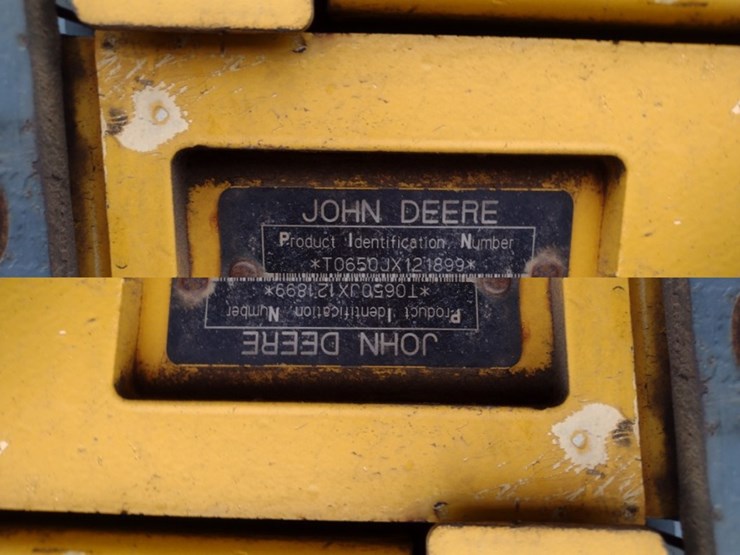 JOHN DEERE
Product Identification Number
*T0650JX121899*
*T0650JX121899*
Product Identification Number
JOHN DEERE